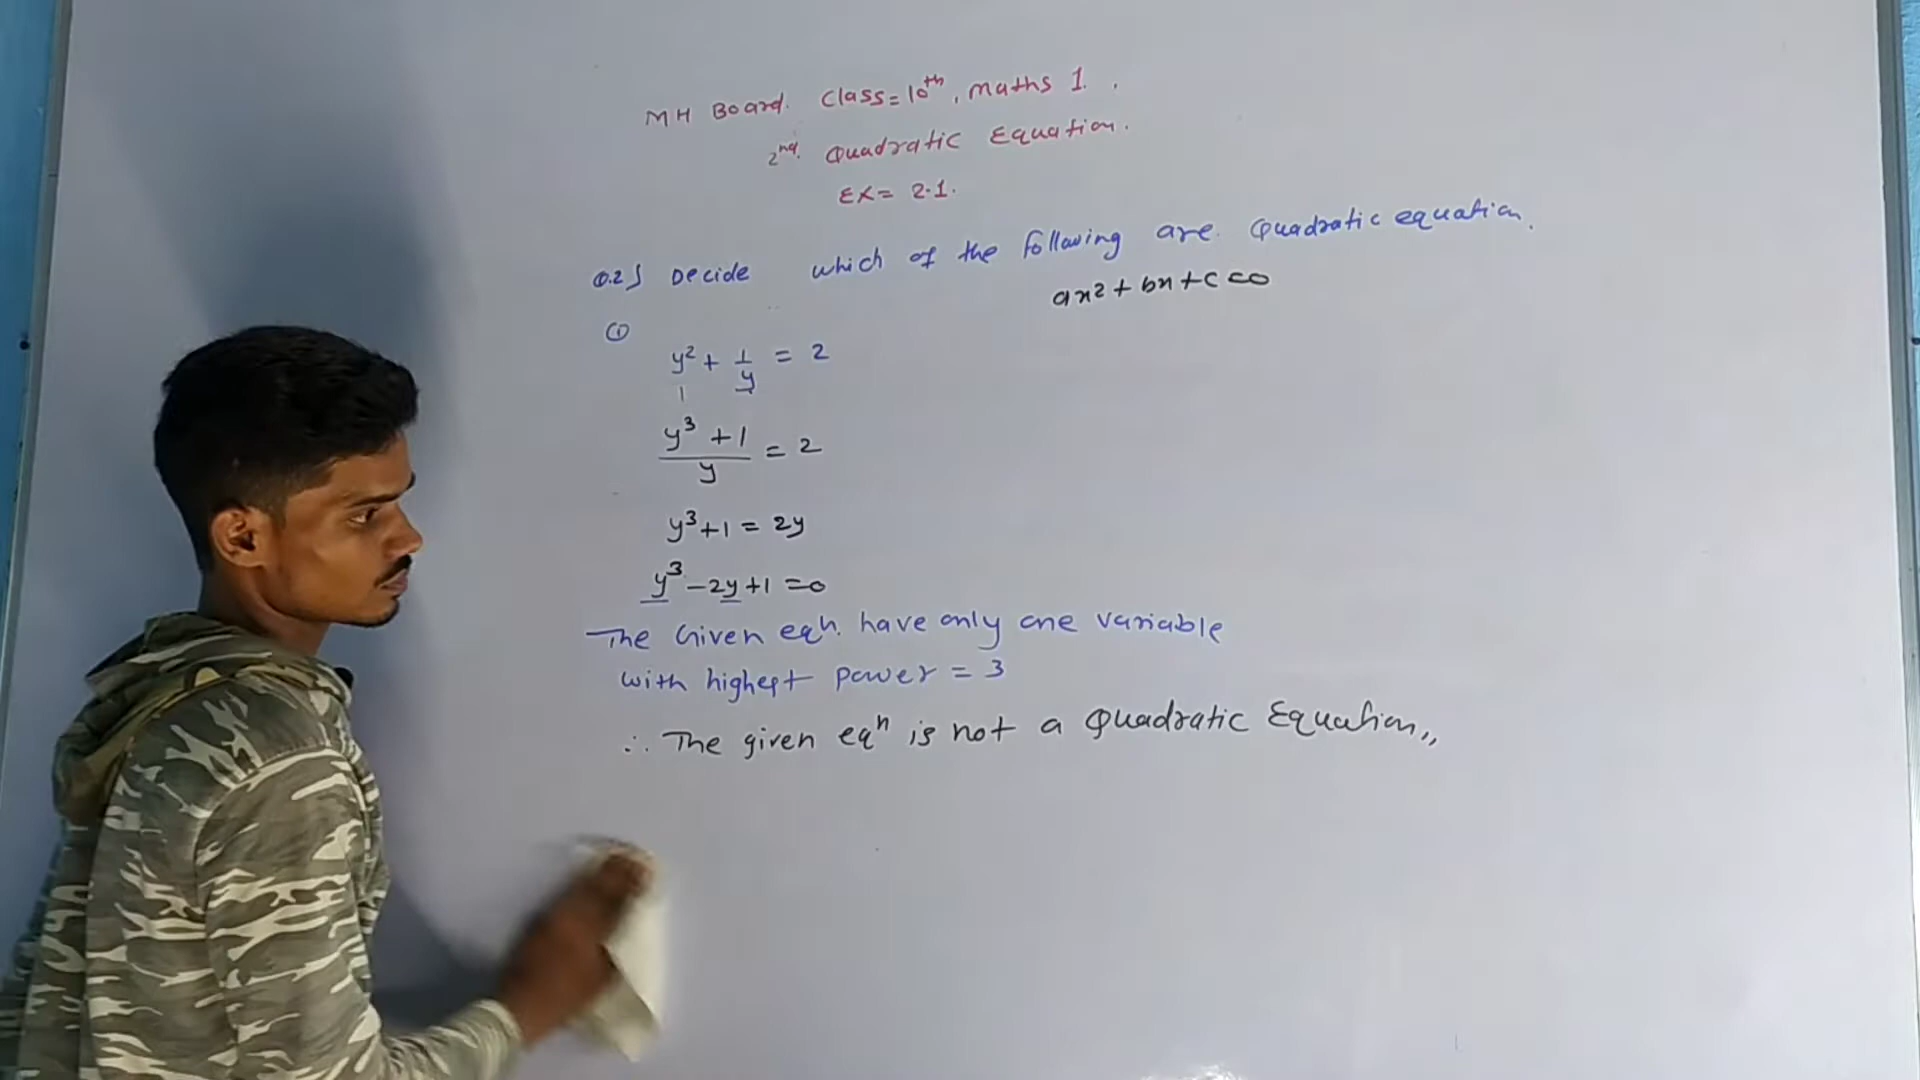 MH Board. Class=10th, maths 1.
2nd. Quadratic Equation.
EX= 2.1.
Q.2) Decide which of the following are Quadratic equation.
ax² + bx + c = 0
①
y² + 1/y = 2
1
y³ + 1 / y = 2
y³ + 1 = 2y
y³ - 2y + 1 = 0
The Given eqn. have only one variable
with highest power = 3
∴ The given eqn is not a Quadratic Equation,,